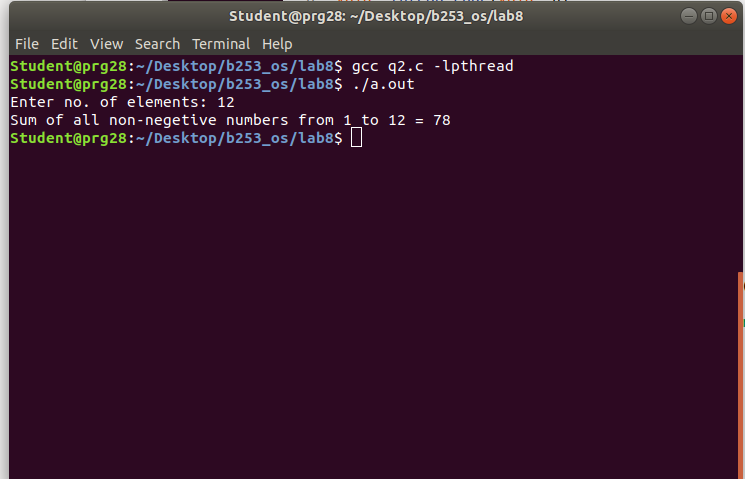 Student@prg28: ~/Desktop/b253_os/lab8
File Edit View Search Terminal Help
Student@prg28:~/Desktop/b253_os/lab8$ gcc q2.c -lpthread
Student@prg28:~/Desktop/b253_os/lab8$ ./a.out
Enter no. of elements: 12
Sum of all non-negetive numbers from 1 to 12 = 78
Student@prg28:~/Desktop/b253_os/lab8$